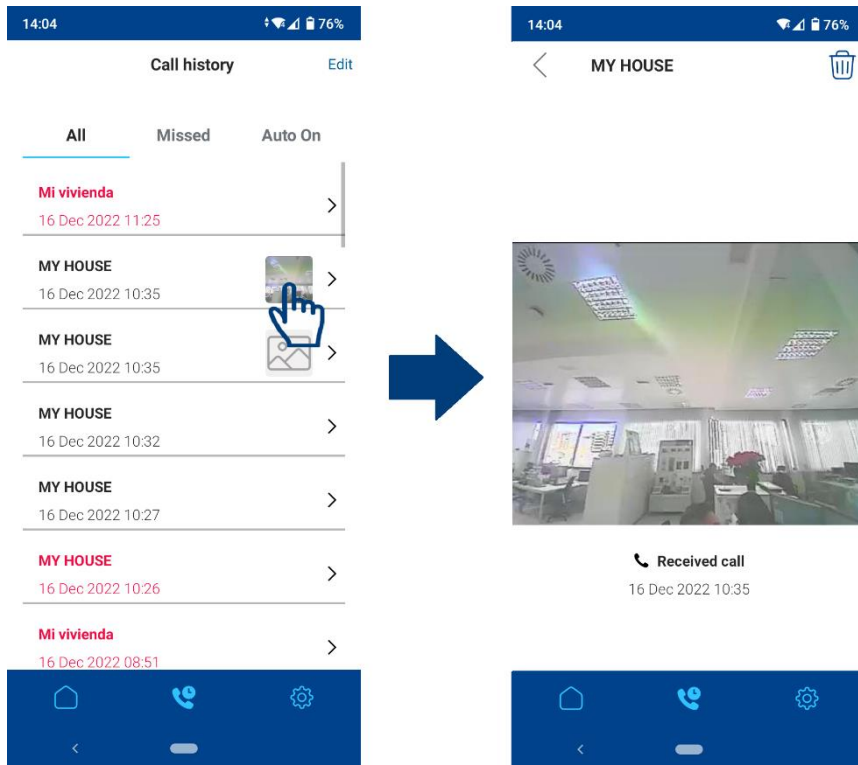 14:04 76%
Call history Edit
All Missed Auto On
Mi vivienda
16 Dec 2022 11:25
MY HOUSE
16 Dec 2022 10:35
MY HOUSE
16 Dec 2022 10:35
MY HOUSE
16 Dec 2022 10:32
MY HOUSE
16 Dec 2022 10:27
MY HOUSE
16 Dec 2022 10:26
Mi vivienda
16 Dec 2022 08:51
14:04 76%
MY HOUSE
Received call
16 Dec 2022 10:35